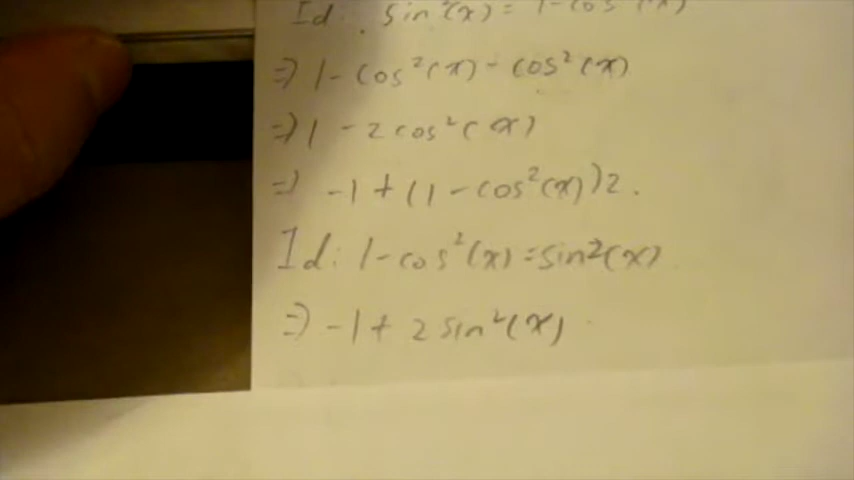 Id: sin²(x) = 1 - cos²(x)
=> 1 - cos²(x) - cos²(x)
=> 1 - 2cos²(x)
=> -1 + (1 - cos²(x))2.
Id: 1 - cos²(x) = sin²(x)
=> -1 + 2sin²(x)